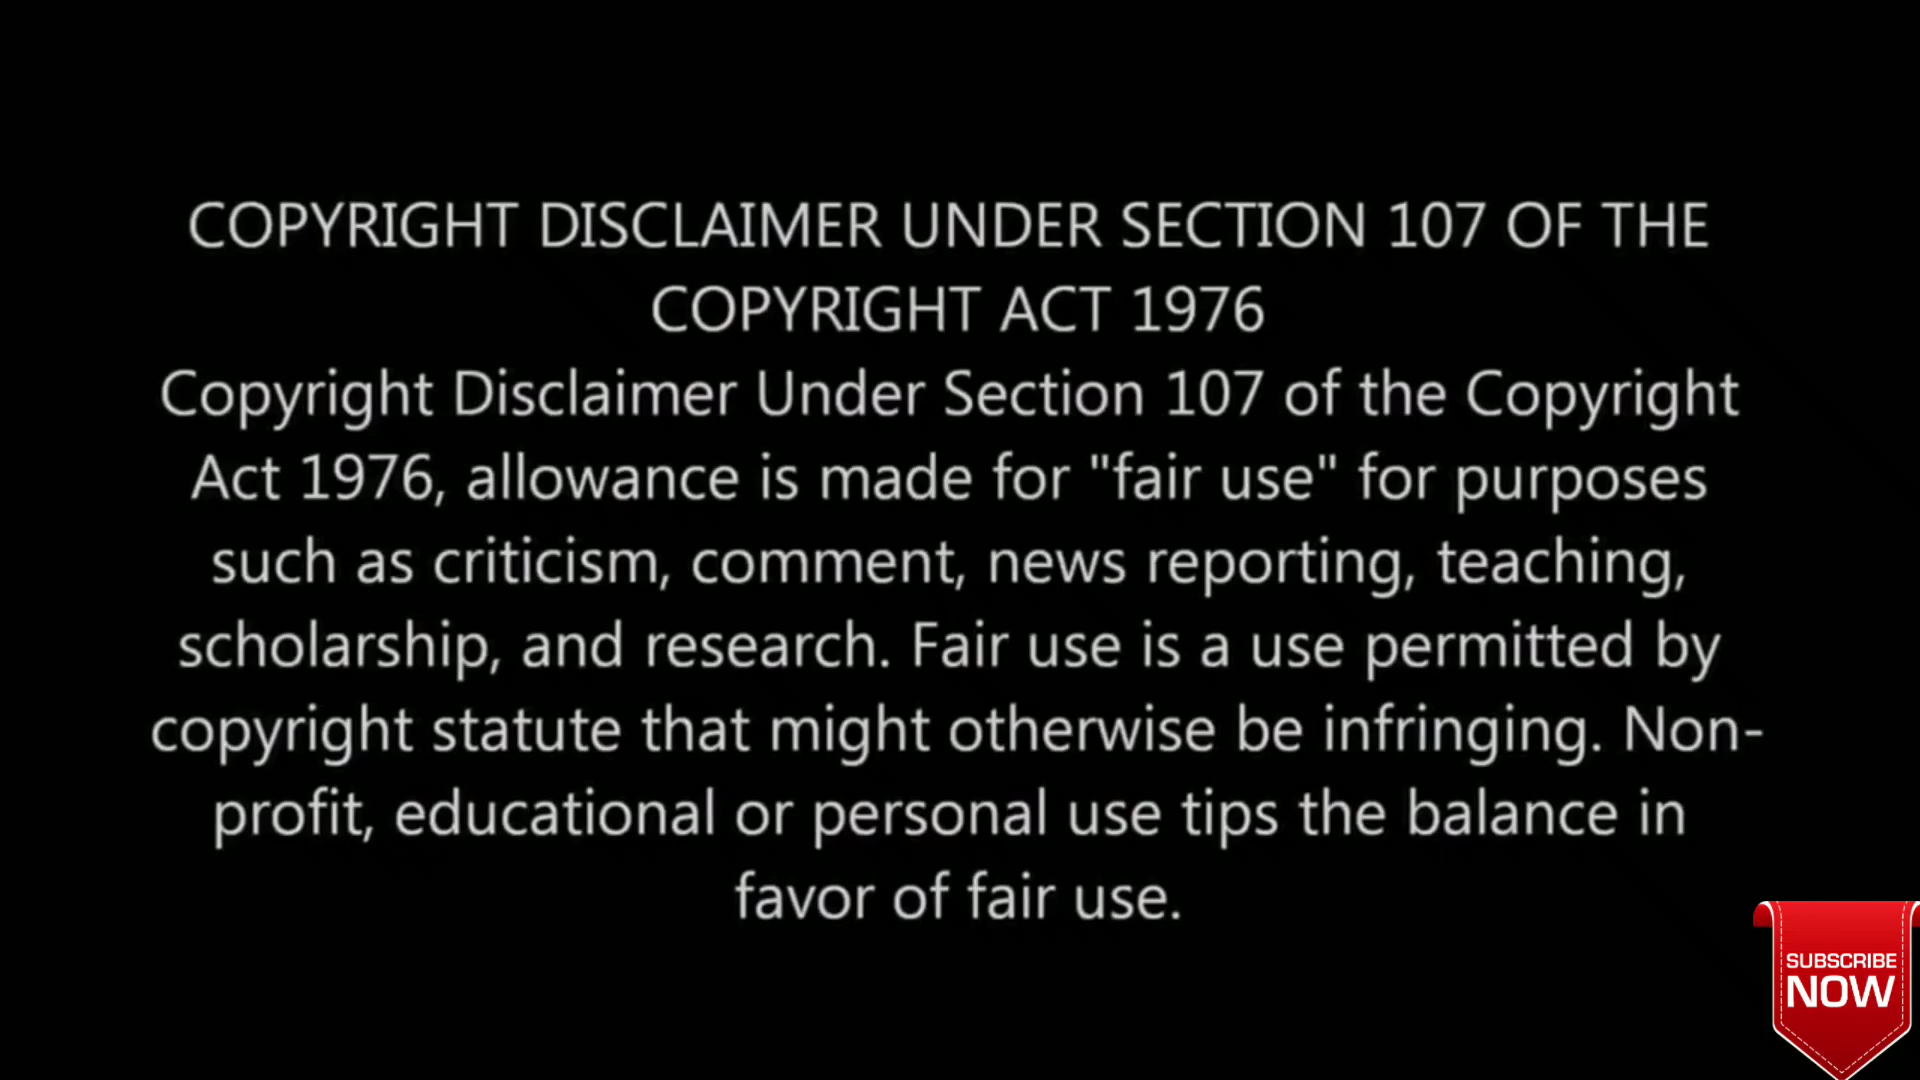 COPYRIGHT DISCLAIMER UNDER SECTION 107 OF THE
COPYRIGHT ACT 1976
Copyright Disclaimer Under Section 107 of the Copyright
Act 1976, allowance is made for "fair use" for purposes
such as criticism, comment, news reporting, teaching,
scholarship, and research. Fair use is a use permitted by
copyright statute that might otherwise be infringing. Non-
profit, educational or personal use tips the balance in
favor of fair use.
SUBSCRIBE
NOW